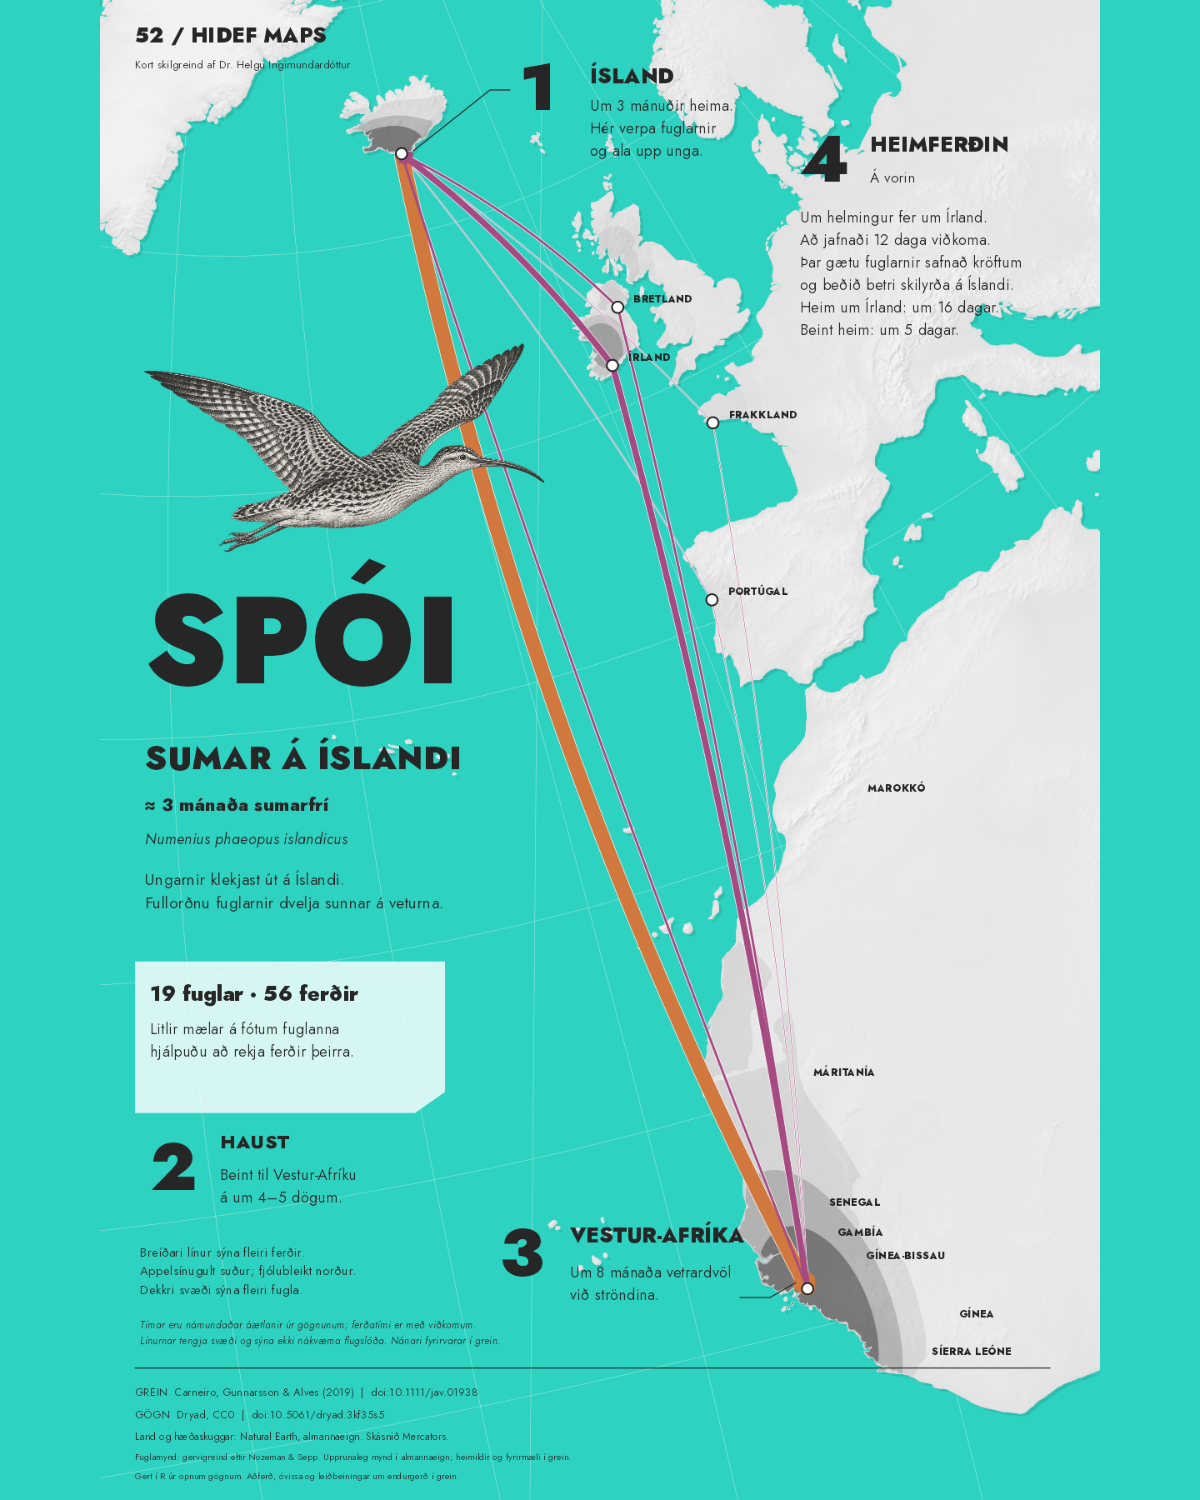 52 / HIDEF MAPS
Kort skilgreind af Dr. Helgu Ingimundardóttur
1
ÍSLAND
Um 3 mánuðir heima.
Hér verpa fuglarnir
og ala upp unga.
4
HEIMFERÐIN
Á vorin
Um helmingur fer um Írland.
Að jafnaði 12 daga viðkoma.
Þar gætu fuglarnir safnað kröftum
og beðið betri skilyrða á Íslandi.
Heim um Írland: um 16 dagar.
Beint heim: um 5 dagar.
BRETLAND
ÍRLAND
FRAKKLAND
PORTÚGAL
SPÓI
SUMAR Á ÍSLANDI
≈ 3 mánaða sumarfrí
Numenius phaeopus islandicus
Ungarnir klekjast út á Íslandi.
Fullorðnu fuglarnir dvelja sunnar á veturna.
MAROKKÓ
19 fuglar · 56 ferðir
Litlir mælar á fótum fuglanna
hjálpuðu að rekja ferðir þeirra.
MÁRITANÍA
2
HAUST
Beint til Vestur-Afríku
á um 4–5 dögum.
SENEGAL
GAMBÍA
GÍNEA-BISSAU
GÍNEA
SÍERRA LEÓNE
3
VESTUR-AFRÍKA
Um 8 mánaða vetrardvöl
við ströndina.
Breiðari línur sýna fleiri ferðir.
Appelsínugult suður; fjólubleikt norður.
Dekkri svæði sýna fleiri fugla.
Tímar eru námundaðar áætlanir úr gögnunum; ferðatími er með viðkomum.
Línurnar tengja svæði og sýna ekki nákvæma flugslóða. Nánari fyrirvarar í grein.
GREIN Carneiro, Gunnarsson & Alves (2019) | doi:10.1111/jav.01938
GÖGN Dryad, CC0 | doi:10.5061/dryad.3kf35s5
Land og hæðaskuggar: Natural Earth, almannaeign. Skásnið Mercators.
Fuglamynd: gervigreind eftir Nozeman & Sepp. Upprunaleg mynd í almannæign; heimildir og fyrirmæli í grein.
Gert í R úr opnum gögnum. Aðferð, óvissa og leiðbeiningar um endurgerð í grein.